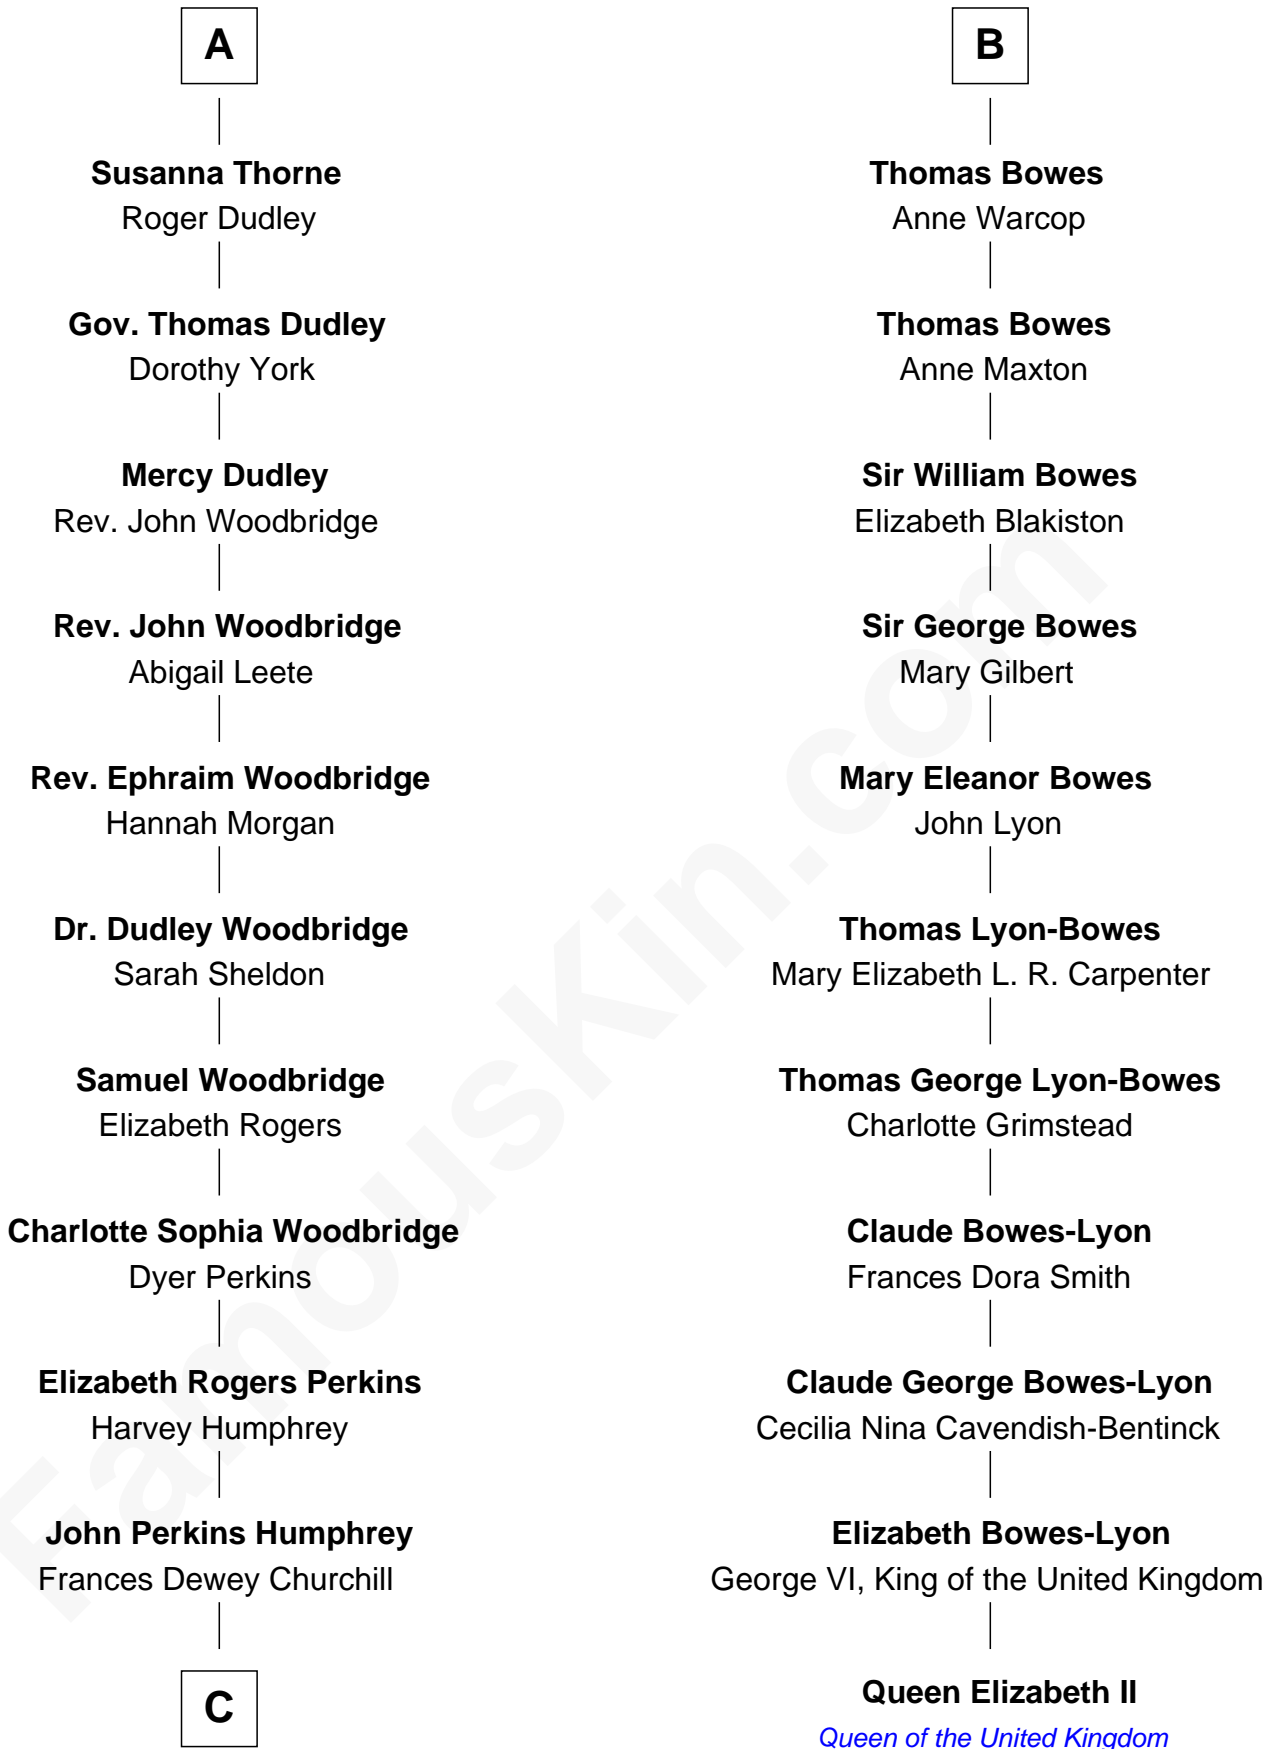 A
Susanna Thorne
Roger Dudley
Gov. Thomas Dudley
Dorothy York
Mercy Dudley
Rev. John Woodbridge
Rev. John Woodbridge
Abigail Leete
Rev. Ephraim Woodbridge
Hannah Morgan
Dr. Dudley Woodbridge
Sarah Sheldon
Samuel Woodbridge
Elizabeth Rogers
Charlotte Sophia Woodbridge
Dyer Perkins
Elizabeth Rogers Perkins
Harvey Humphrey
John Perkins Humphrey
Frances Dewey Churchill
C
B
Thomas Bowes
Anne Warcop
Thomas Bowes
Anne Maxton
Sir William Bowes
Elizabeth Blakiston
Sir George Bowes
Mary Gilbert
Mary Eleanor Bowes
John Lyon
Thomas Lyon-Bowes
Mary Elizabeth L. R. Carpenter
Thomas George Lyon-Bowes
Charlotte Grimstead
Claude Bowes-Lyon
Frances Dora Smith
Claude George Bowes-Lyon
Cecilia Nina Cavendish-Bentinck
Elizabeth Bowes-Lyon
George VI, King of the United Kingdom
Queen Elizabeth II
Queen of the United Kingdom
FamousKin.com